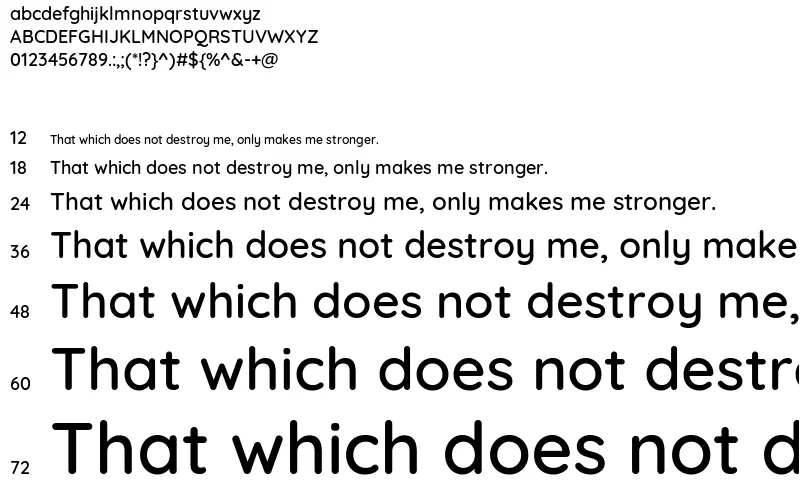 abcdefghijklmnopqrstuvwxyz
ABCDEFGHIJKLMNOPQRSTUVWXYZ
0123456789.:,;(*!?}^)#${%^&-+@
12 That which does not destroy me, only makes me stronger.
18 That which does not destroy me, only makes me stronger.
24 That which does not destroy me, only makes me stronger.
36 That which does not destroy me, only make
48 That which does not destroy me,
60 That which does not destr
72 That which does not d